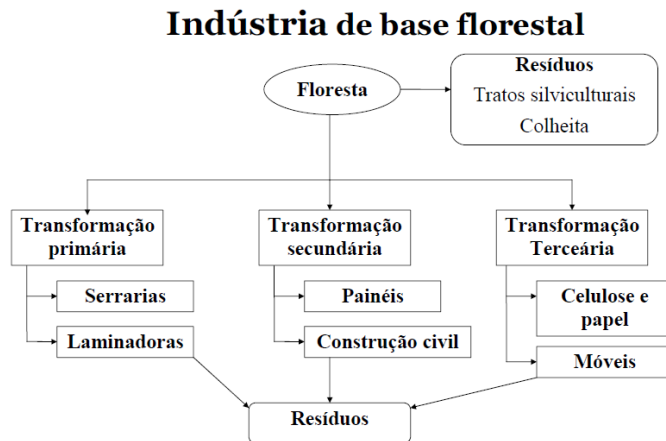 Indústria de base florestal
Floresta
Resíduos
Tratos silviculturais
Colheita
Transformação
primária
Serrarias
Laminadoras
Transformação
secundária
Painéis
Construção civil
Transformação
Terceária
Celulose e
papel
Móveis
Resíduos